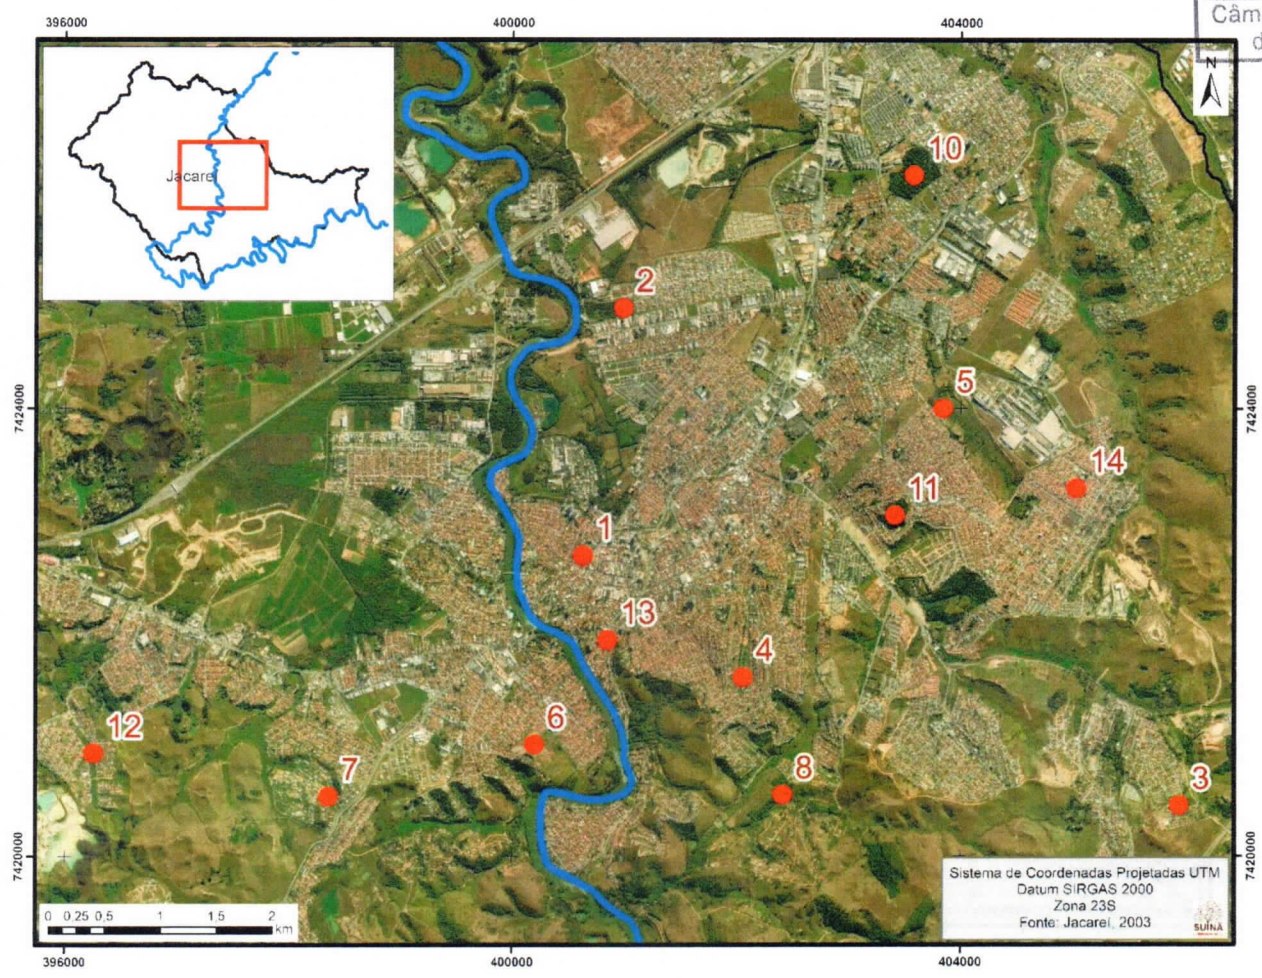 396000
400000
404000
Câm
d
N
Jacareí
10
2
7424000
7424000
5
14
11
1
13
4
12
6
7
8
3
7420000
7420000
Sistema de Coordenadas Projetadas UTM
Datum SIRGAS 2000
Zona 23S
Fonte: Jacareí, 2003
SUINÃ
0 0,25 0,5 1 1,5 2
km
396000
400000
404000